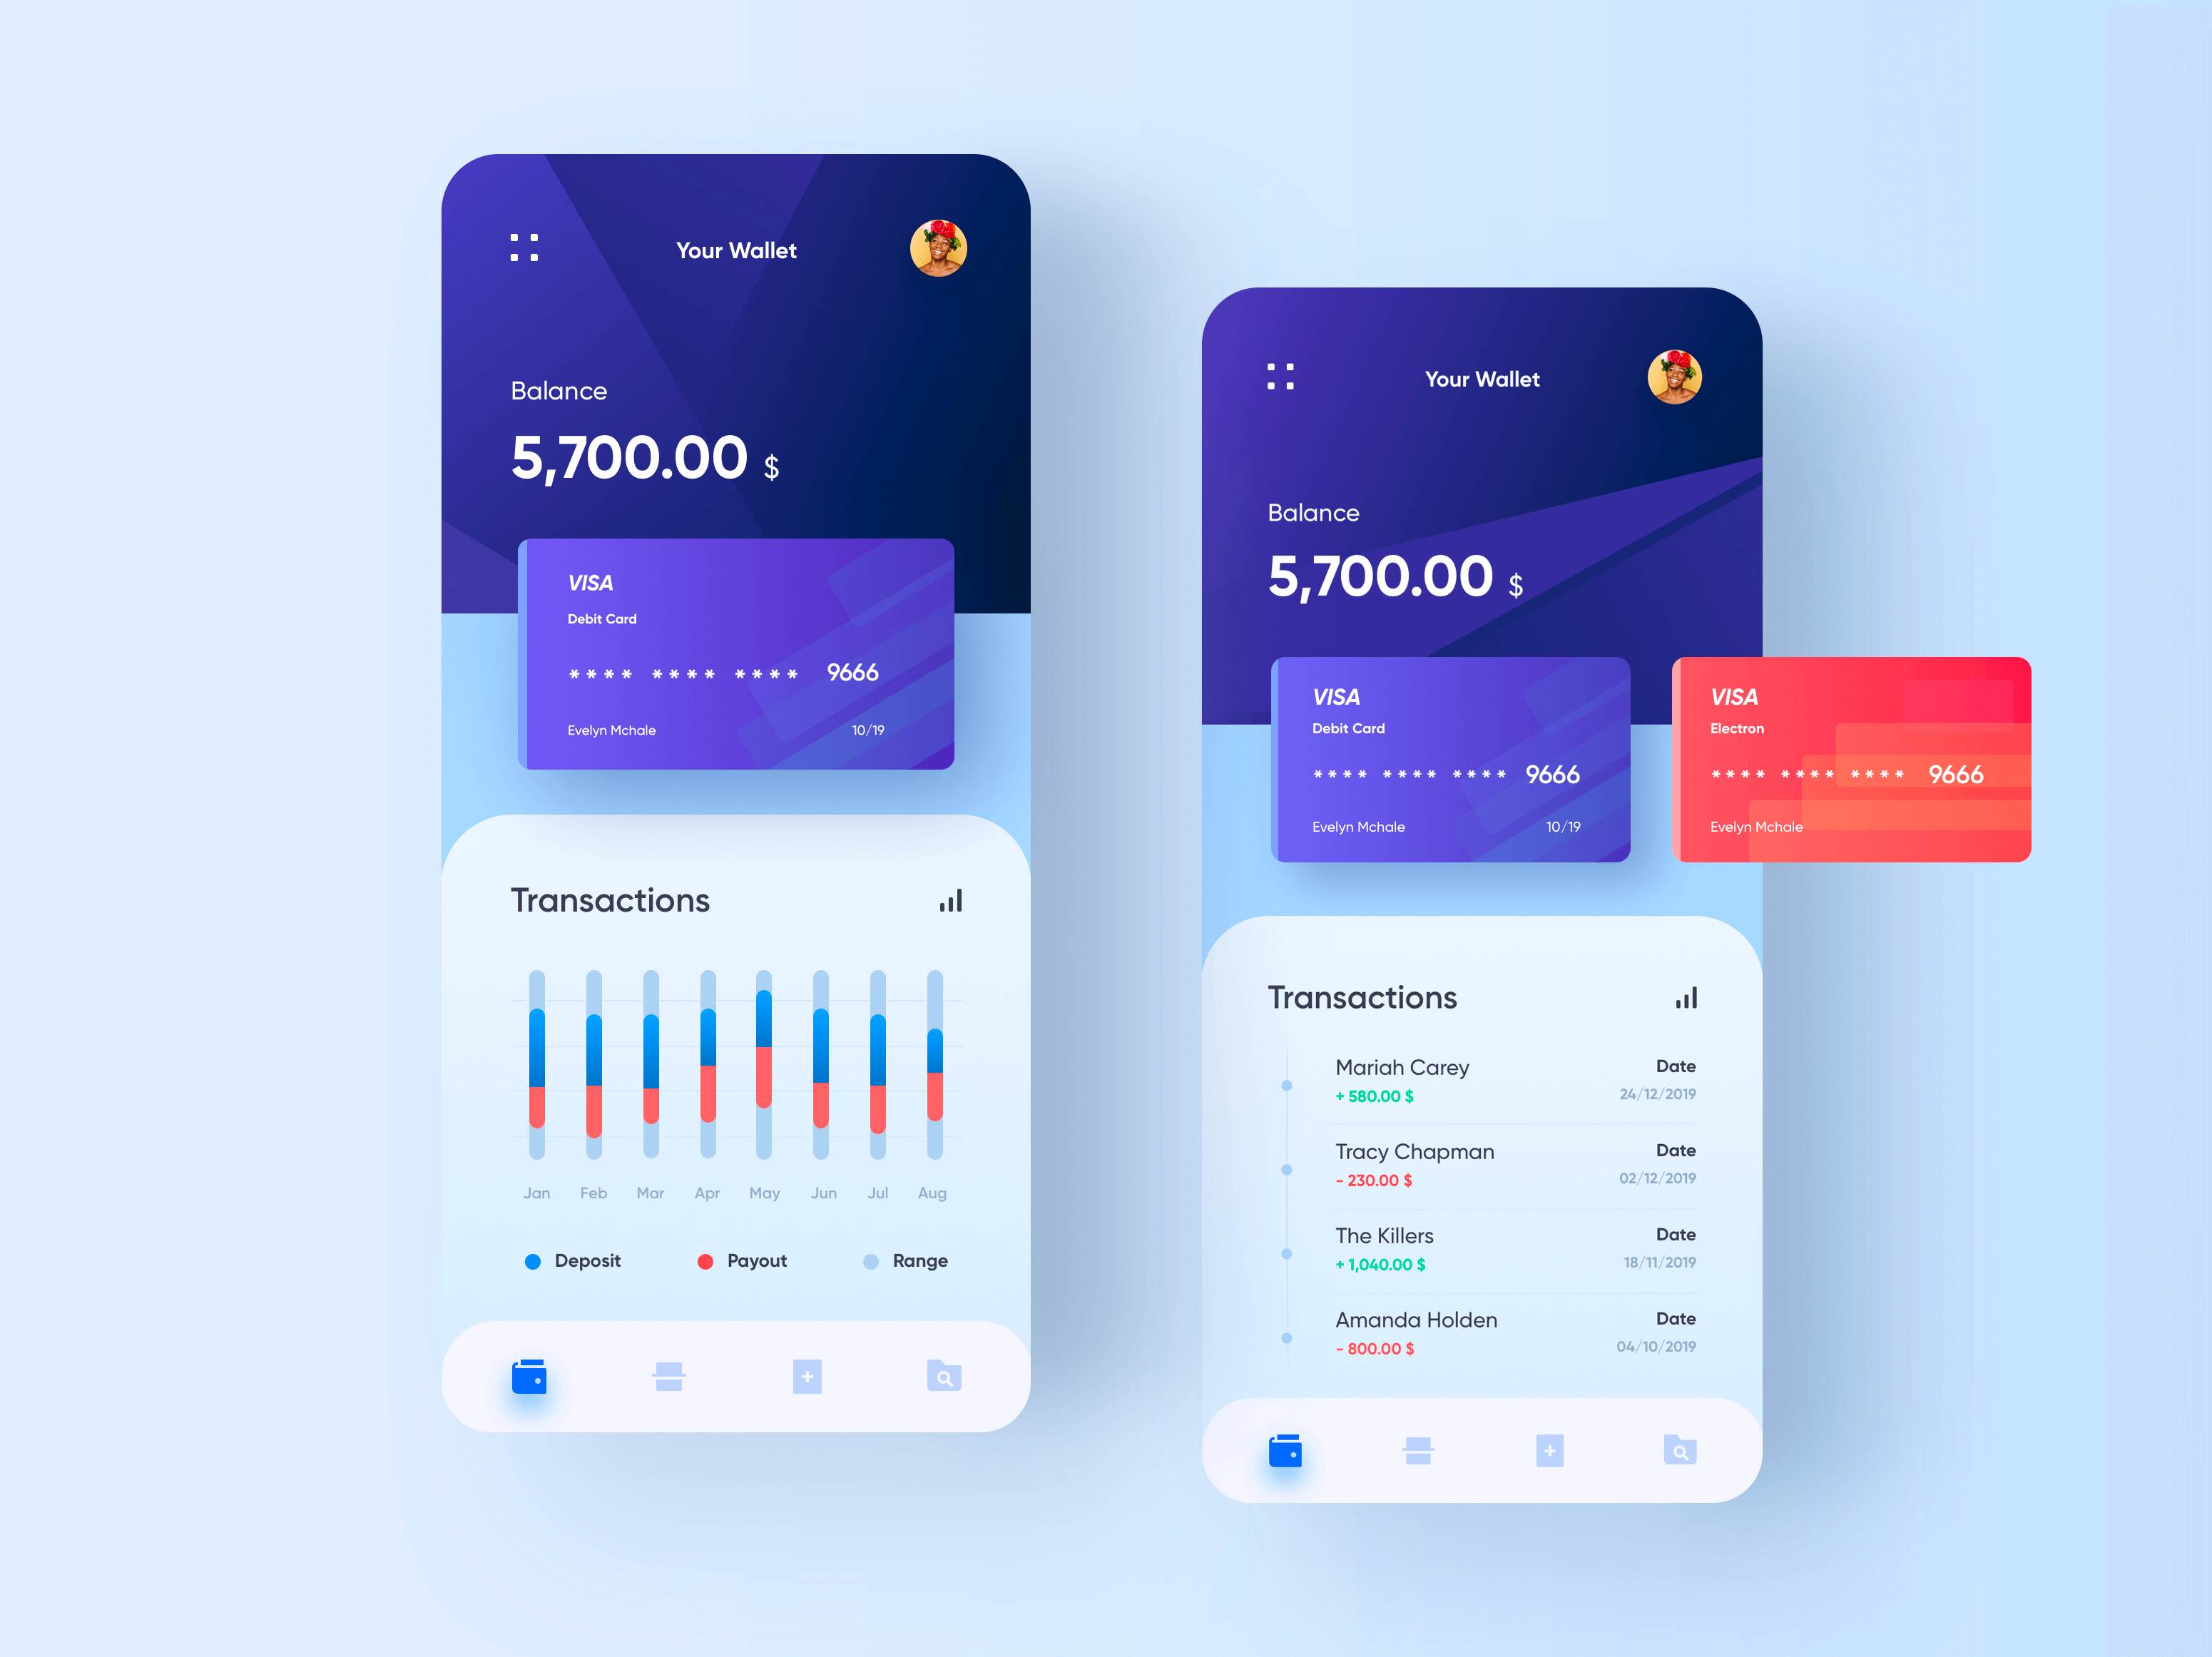 Your Wallet
Balance
5,700.00 $
VISA
Debit Card
**** **** **** 9666
Evelyn Mchale 10/19
Transactions
Jan Feb Mar Apr May Jun Jul Aug
Deposit Payout Range
Your Wallet
Balance
5,700.00 $
VISA
Debit Card
**** **** **** 9666
Evelyn Mchale 10/19
VISA
Electron
**** **** **** 9666
Evelyn Mchale
Transactions
Mariah Carey Date
+ 580.00 $ 24/12/2019
Tracy Chapman Date
- 230.00 $ 02/12/2019
The Killers Date
+ 1,040.00 $ 18/11/2019
Amanda Holden Date
- 800.00 $ 04/10/2019